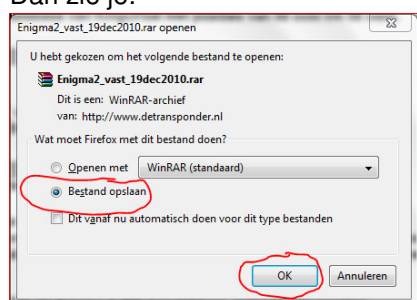 Dan zie je:
Enigma2_vast_19dec2010.rar openen
U hebt gekozen om het volgende bestand te openen:
Enigma2_vast_19dec2010.rar
Dit is een: WinRAR-archief
van: http://www.detransponder.nl
Wat moet Firefox met dit bestand doen?
Openen met WinRAR (standaard)
Bestand opslaan
Dit vanaf nu automatisch doen voor dit type bestanden
OK Annuleren